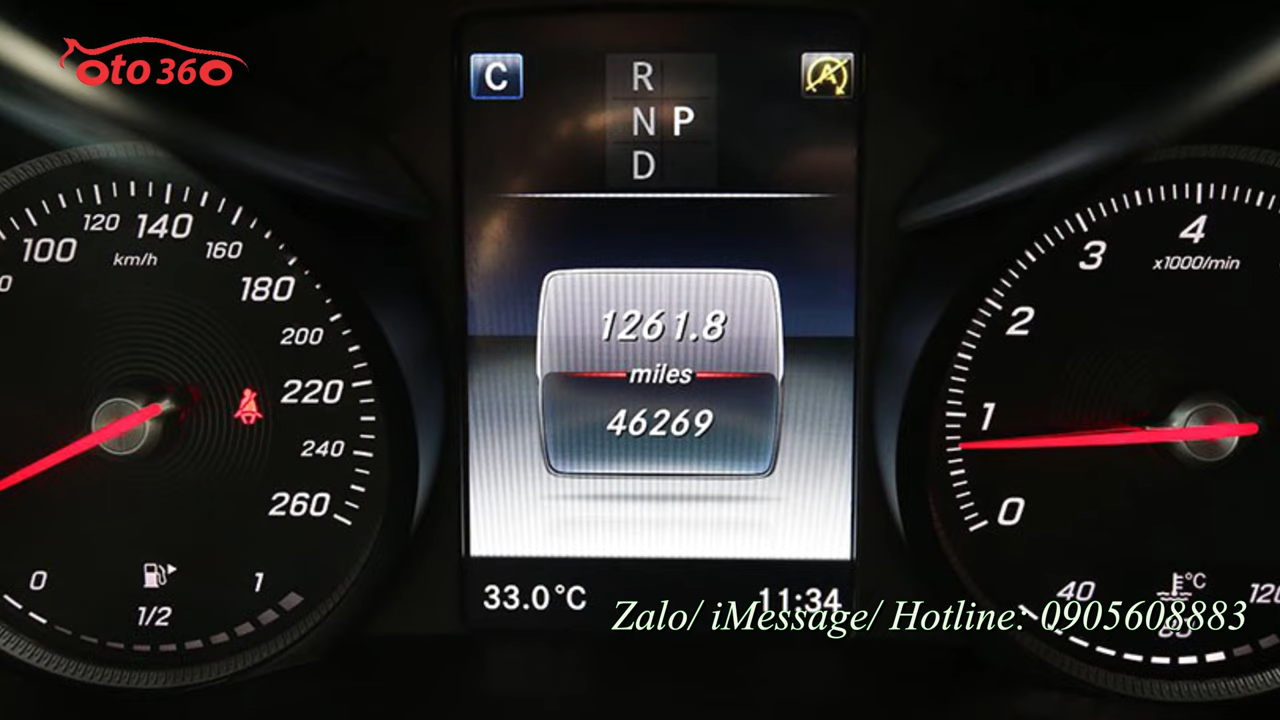 oto 360
C
R
N P
D
A
100
120
140
160
180
200
220
240
260
km/h
0
1/2
1
1261.8
miles
46269
33.0°C
11:34
4
3
2
1
0
x1000/min
40
°C
120
Zalo/ iMessage/ Hotline: 0905608883